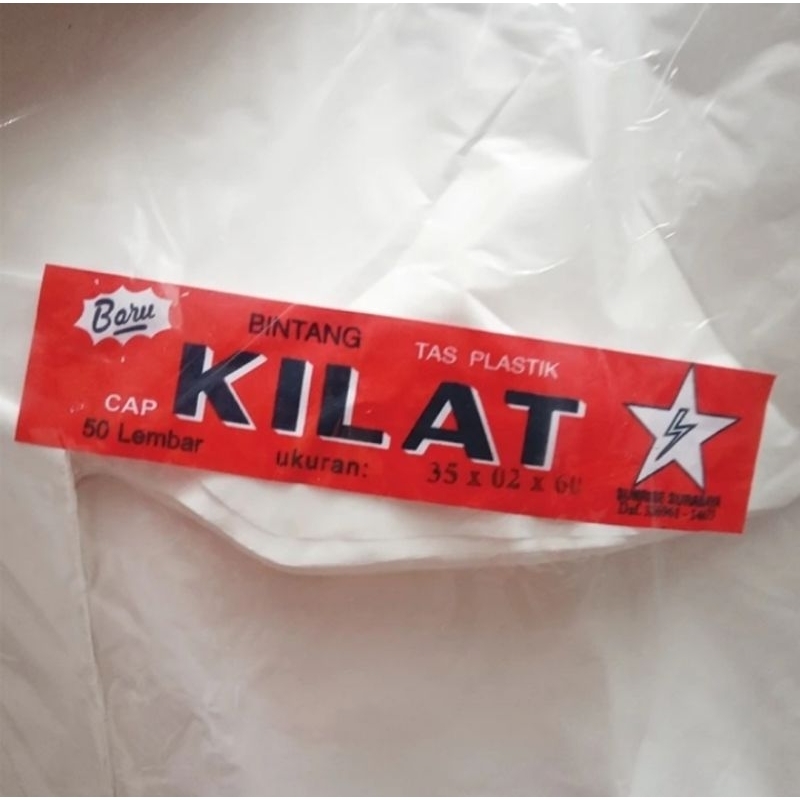 Baru
BINTANG
TAS PLASTIK
CAP KILAT
50 Lembar
ukuran: 35 x 02 x 60